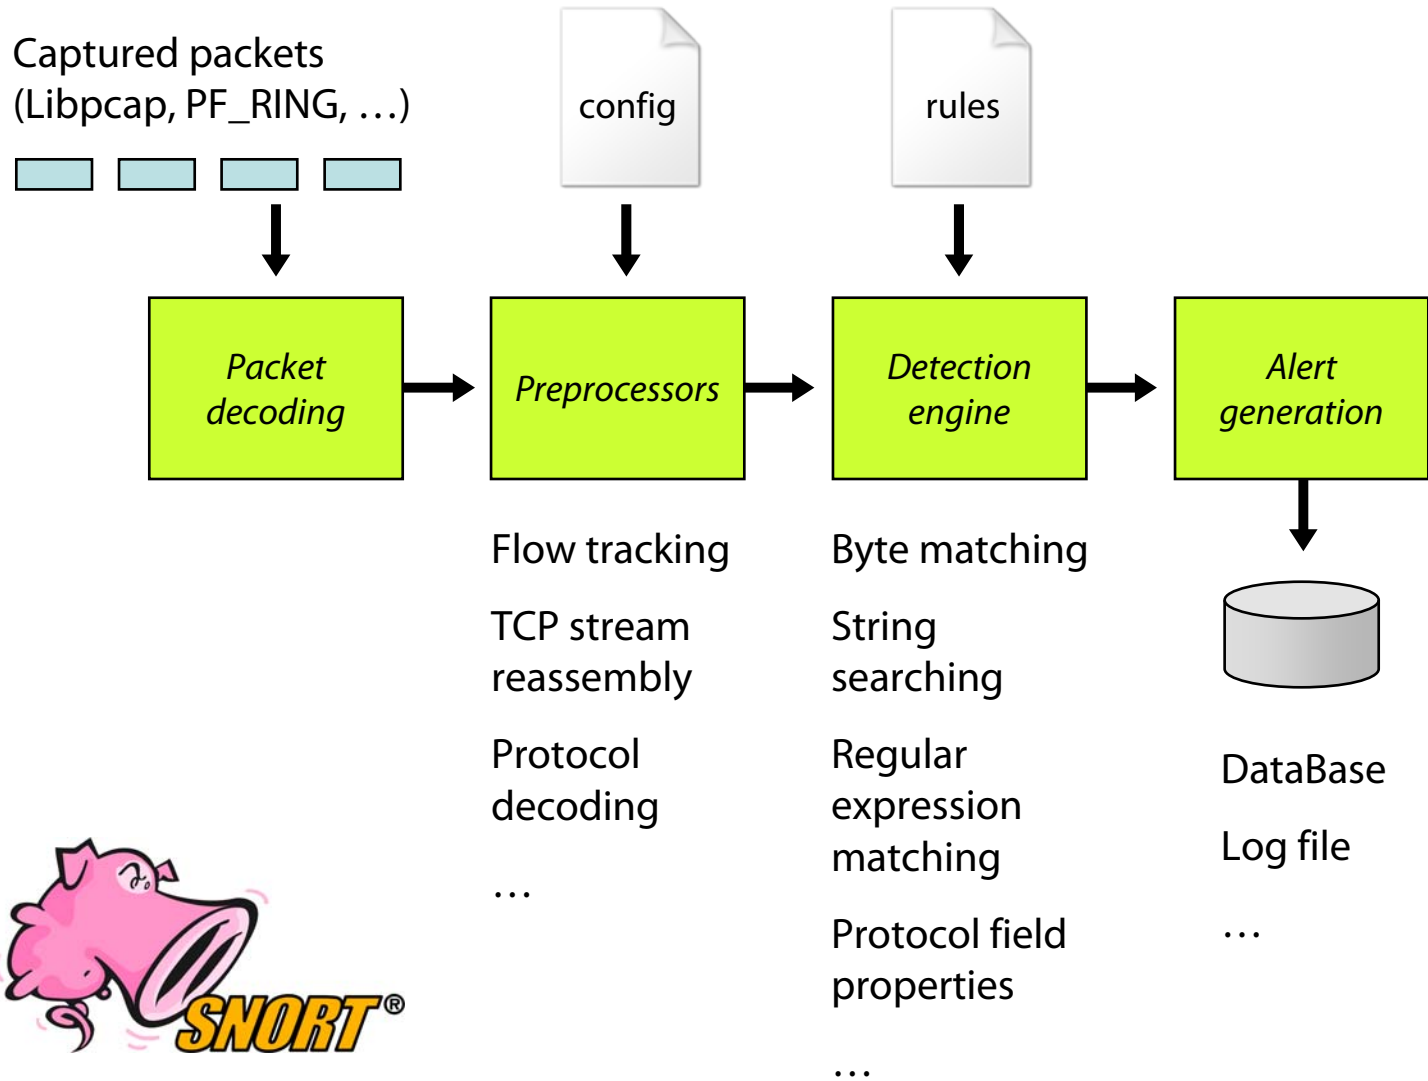 Captured packets
(Libpcap, PF_RING, …)
config
rules
Packet
decoding
Preprocessors
Detection
engine
Alert
generation
Flow tracking
TCP stream
reassembly
Protocol
decoding
…
Byte matching
String
searching
Regular
expression
matching
Protocol field
properties
…
DataBase
Log file
…
SNORT®